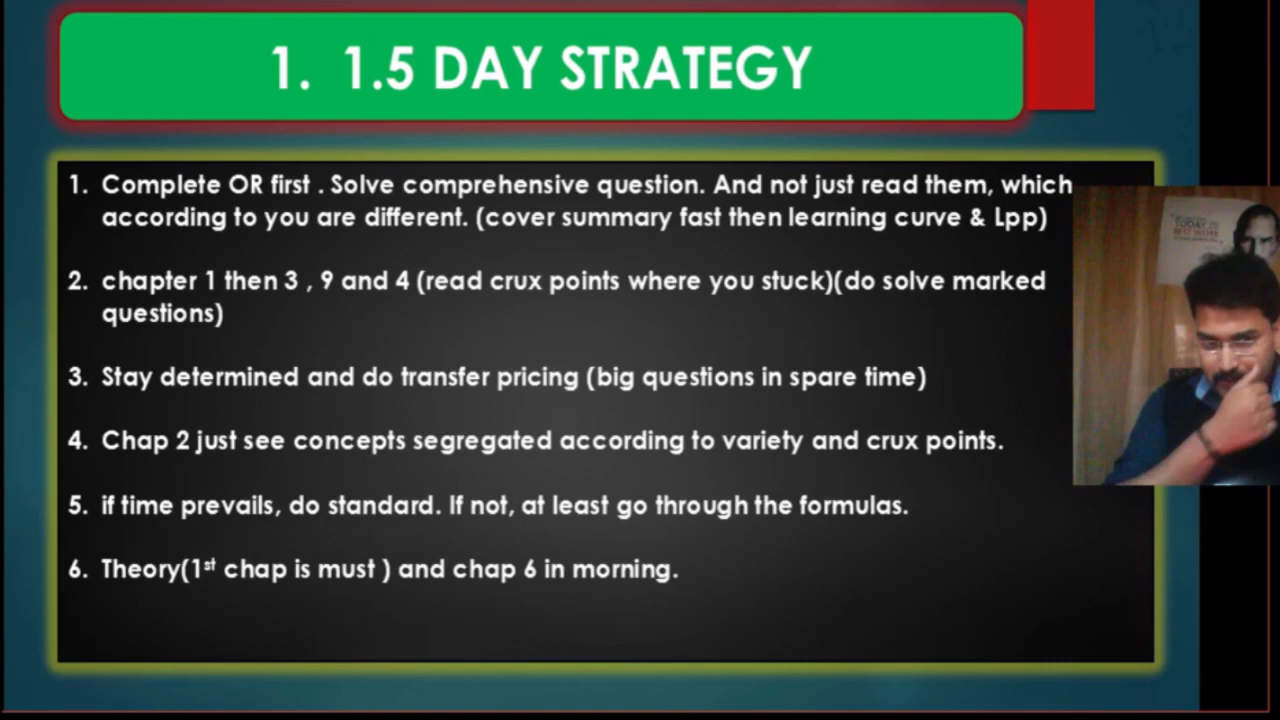 1. 1.5 DAY STRATEGY
1. Complete OR first . Solve comprehensive question. And not just read them, which
according to you are different. (cover summary fast then learning curve & Lpp)
2. chapter 1 then 3 , 9 and 4 (read crux points where you stuck)(do solve marked
questions)
3. Stay determined and do transfer pricing (big questions in spare time)
4. Chap 2 just see concepts segregated according to variety and crux points.
5. if time prevails, do standard. If not, at least go through the formulas.
6. Theory(1st chap is must ) and chap 6 in morning.
TODAY
BEST WORK